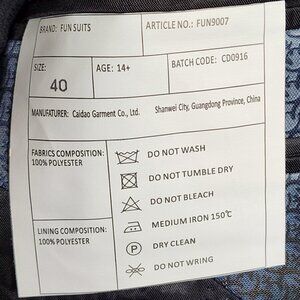 BRAND: FUN SUITS
ARTICLE NO.: FUN9007
SIZE:
40
AGE: 14+
BATCH CODE: CD0916
MANUFACTURER: Caidao Garment Co., Ltd.
Shanwei City, Guangdong Province, China
FABRICS COMPOSITION:
100% POLYESTER
LINING COMPOSITION:
100% POLYESTER
DO NOT WASH
DO NOT TUMBLE DRY
DO NOT BLEACH
MEDIUM IRON 150℃
P DRY CLEAN
DO NOT WRING